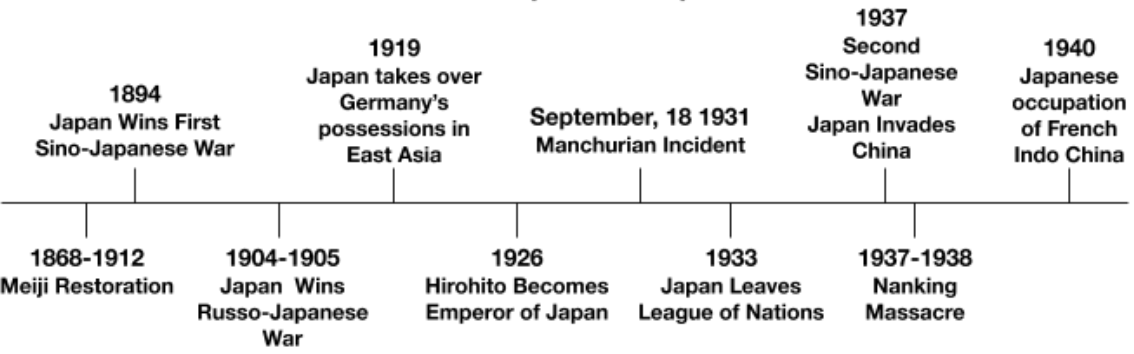 1894
Japan Wins First
Sino-Japanese War
1919
Japan takes over
Germany's
possessions in
East Asia
September, 18 1931
Manchurian Incident
1937
Second
Sino-Japanese
War
Japan Invades
China
1940
Japanese
occupation
of French
Indo China
1868-1912
Meiji Restoration
1904-1905
Japan Wins
Russo-Japanese
War
1926
Hirohito Becomes
Emperor of Japan
1933
Japan Leaves
League of Nations
1937-1938
Nanking
Massacre